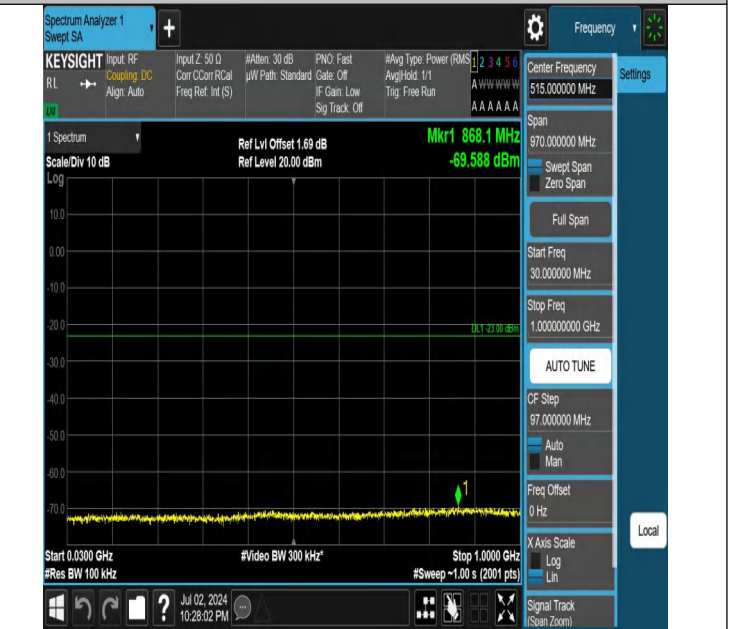 Spectrum Analyzer 1
Swept SA
+
Frequency
KEYSIGHT
RL
Input: RF
Coupling: DC
Align: Auto
Input Z: 50 Ω
Corr CCorr RCal
Freq Ref: Int (S)
#Atten: 30 dB
µW Path: Standard
PNO: Fast
Gate: Off
IF Gain: Low
Sig Track: Off
#Avg Type: Power (RMS
Avg|Hold: 1/1
Trig: Free Run
1 2 3 4 5 6
A W W W W W
A A A A A A
1 Spectrum
Scale/Div 10 dB
Log
Ref Lvl Offset 1.69 dB
Ref Level 20.00 dBm
Mkr1 868.1 MHz
-69.588 dBm
10.0
0.00
-10.0
-20.0
DL1 -23.00 dBm
-30.0
-40.0
-50.0
-60.0
1
-70.0
Start 0.0300 GHz
#Res BW 100 kHz
#Video BW 300 kHz*
Stop 1.0000 GHz
#Sweep ~1.00 s (2001 pts)
?
Jul 02, 2024
10:28:02 PM
Center Frequency
515.000000 MHz
Span
970.000000 MHz
Swept Span
Zero Span
Full Span
Start Freq
30.000000 MHz
Stop Freq
1.000000000 GHz
AUTO TUNE
CF Step
97.000000 MHz
Auto
Man
Freq Offset
0 Hz
X Axis Scale
Log
Lin
Signal Track
(Span Zoom)
Settings
Local